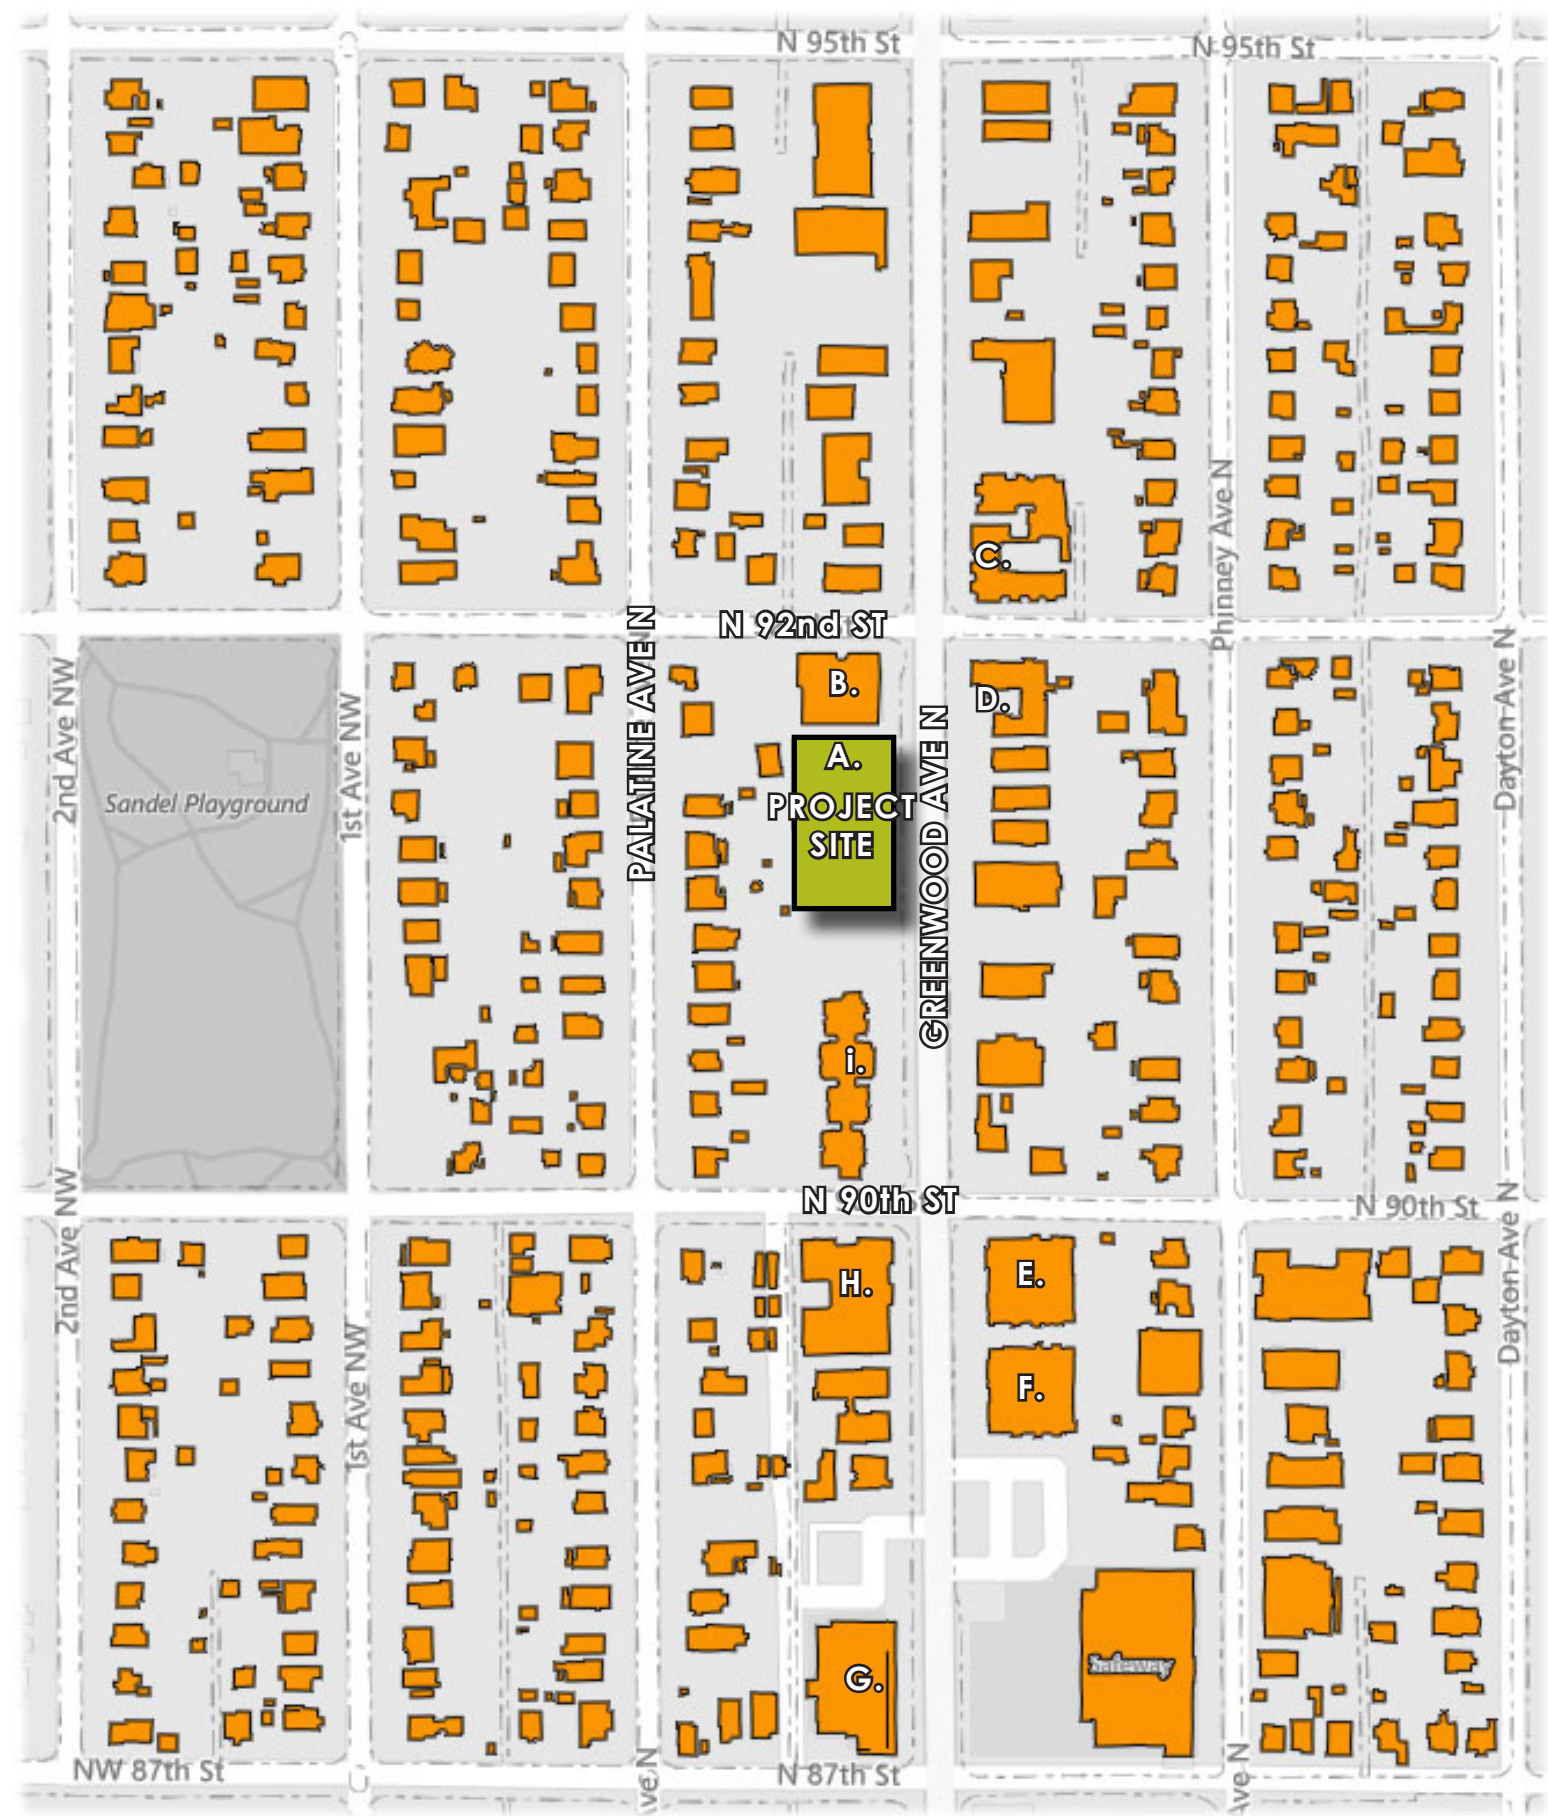 N 95th St
N 95th St
C.
Phinney Ave N
N 92nd ST
PALATINE AVE N
2nd Ave NW
1st Ave NW
Sandel Playground
B.
A.
PROJECT
SITE
GREENWOOD AVE N
D.
Dayton Ave N
i.
N 90th ST
N 90th St
2nd Ave NW
1st Ave NW
H.
E.
F.
Dayton Ave N
Safeway
G.
NW 87th St
N 87th St
Ave N
Ave N